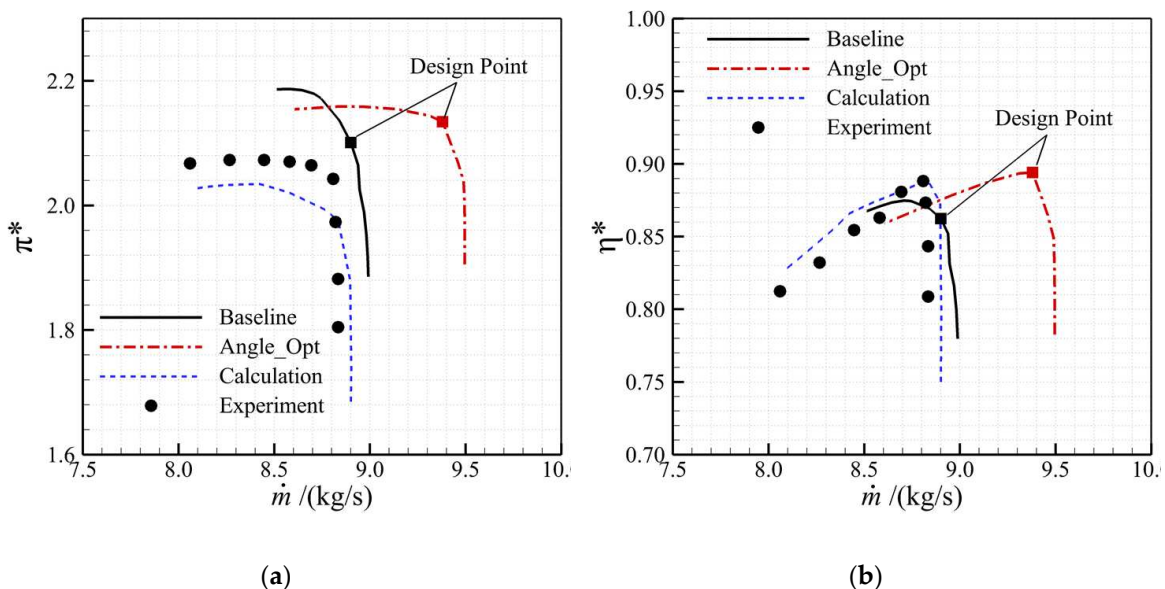 2.2
2.0
1.8
1.6
π*
Design Point
Baseline
Angle_Opt
Calculation
Experiment
7.5 8.0 8.5 9.0 9.5 10.0
ṁ /(kg/s)
(a)
1.00
0.95
0.90
0.85
0.80
0.75
0.70
η*
Baseline
Angle_Opt
Calculation
Experiment
Design Point
7.5 8.0 8.5 9.0 9.5 10.0
ṁ /(kg/s)
(b)